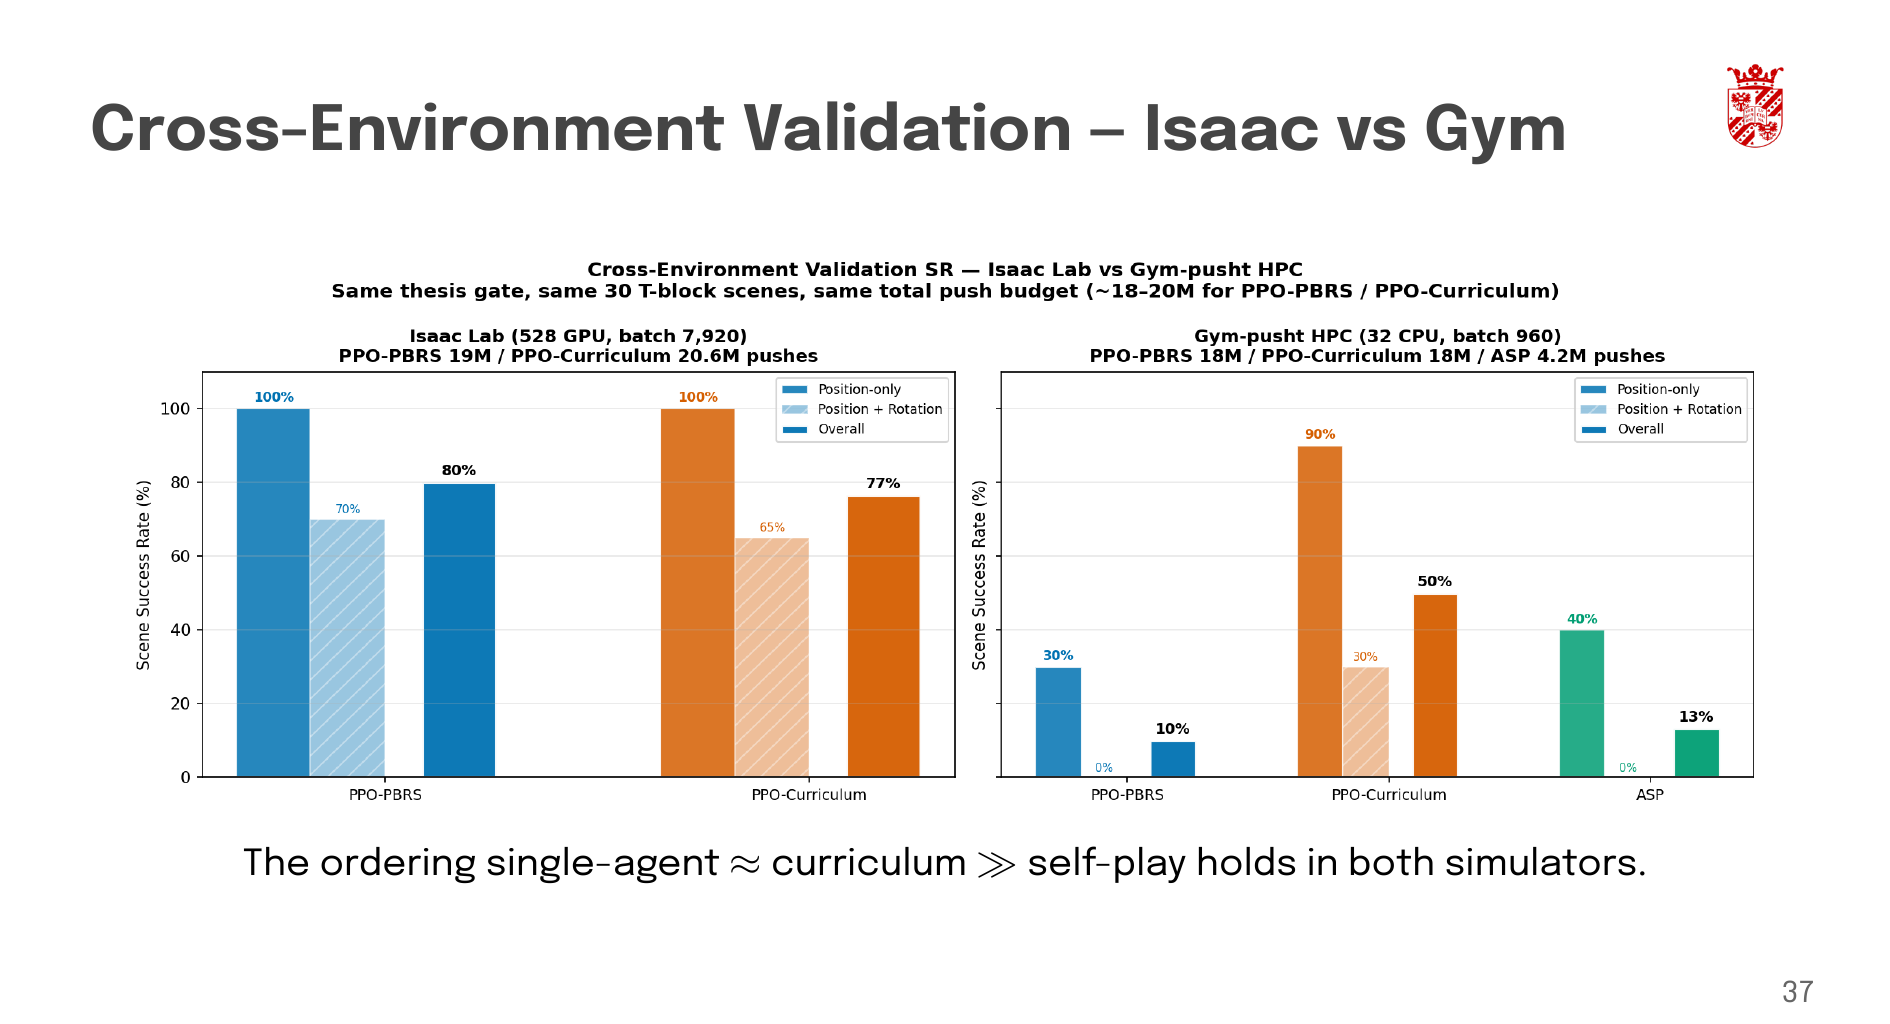 Cross-Environment Validation – Isaac vs Gym
Cross-Environment Validation SR — Isaac Lab vs Gym-pusht HPC
Same thesis gate, same 30 T-block scenes, same total push budget (~18–20M for PPO-PBRS / PPO-Curriculum)
Isaac Lab (528 GPU, batch 7,920)
PPO-PBRS 19M / PPO-Curriculum 20.6M pushes
Scene Success Rate (%)
100
80
60
40
20
0
100%
70%
80%
100%
65%
77%
Position-only
Position + Rotation
Overall
PPO-PBRS
PPO-Curriculum
Gym-pusht HPC (32 CPU, batch 960)
PPO-PBRS 18M / PPO-Curriculum 18M / ASP 4.2M pushes
Scene Success Rate (%)
30%
0%
10%
90%
30%
50%
40%
0%
13%
Position-only
Position + Rotation
Overall
PPO-PBRS
PPO-Curriculum
ASP
The ordering single-agent ≈ curriculum ≫ self-play holds in both simulators.
37